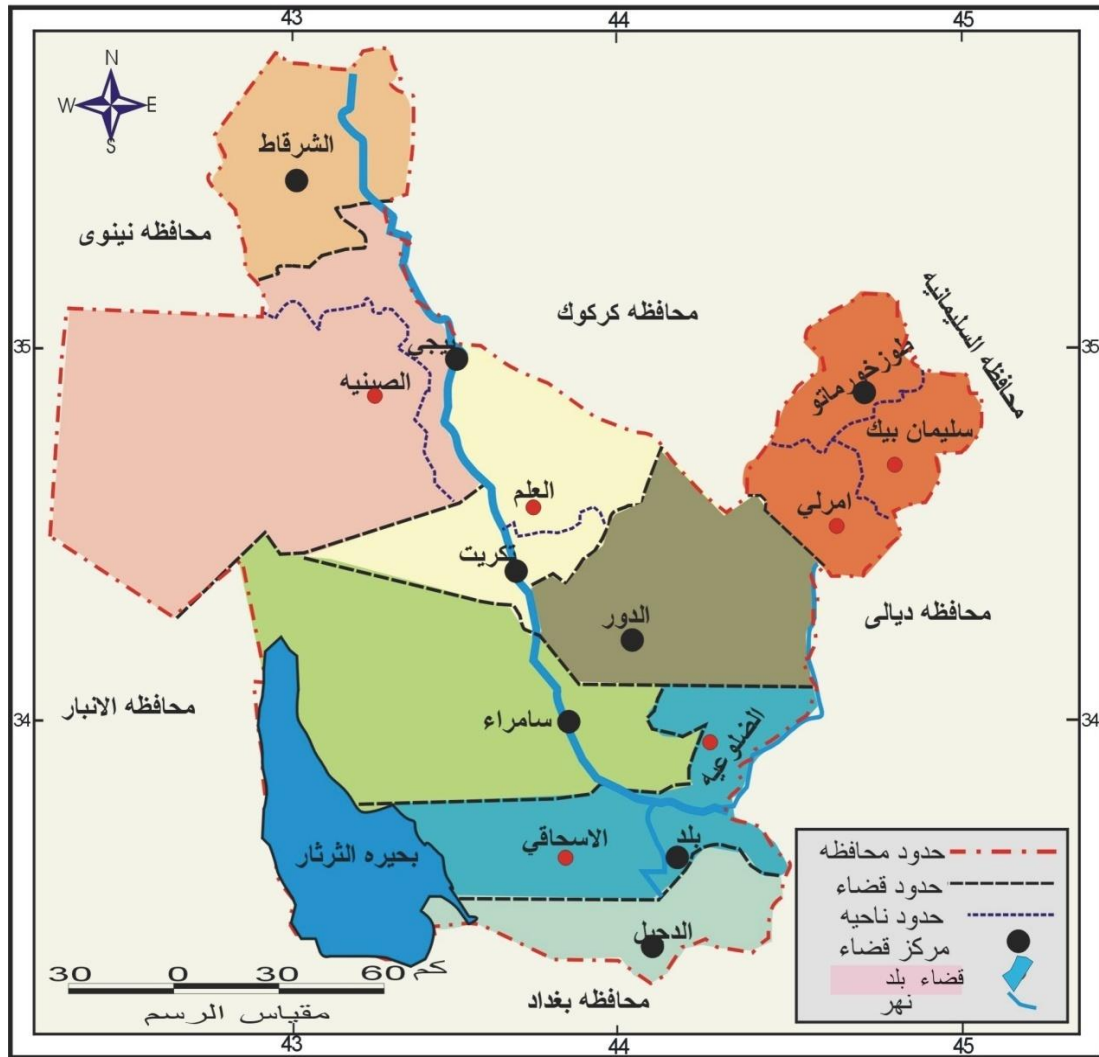 43
44
45
N
W
E
S
الشرقاط
محافظه نينوى
محافظه كركوك
محافظه السليمانيه
35
35
بيجي
الصينيه
طوزخورماتو
سليمان بيك
امرلي
العلم
تكريت
الدور
محافظه ديالى
محافظه الانبار
34
34
سامراء
الضلوعيه
بلد
الاسحاقي
بحيره الثرثار
الدجيل
محافظه بغداد
حدود محافظه
حدود قضاء
حدود ناحيه
مركز قضاء
قضاء بلد
نهر
30 0 30 60 كم
مقياس الرسم
43
44
45